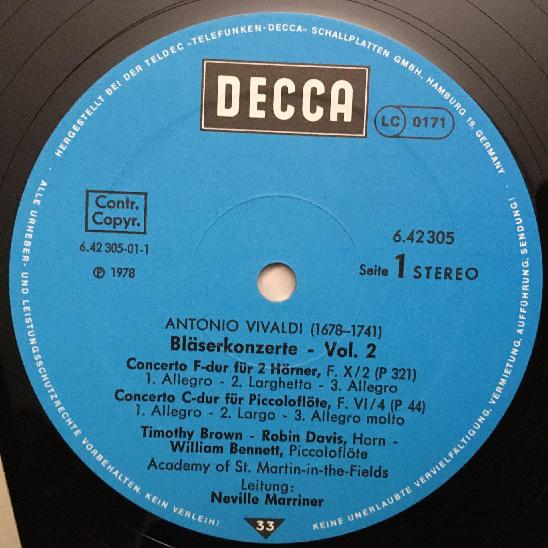 HERGESTELLT BEI DER TELDEC »TELEFUNKEN-DECCA« SCHALLPLATTEN GMBH, HAMBURG 19, GERMANY
DECCA
LC 0171
Contr.
Copyr.
6.42 305-01-1
Ⓟ 1978
6.42 305
Seite 1 STEREO
ANTONIO VIVALDI (1678-1741)
Bläserkonzerte - Vol. 2
Concerto F-dur für 2 Hörner, F. X/2 (P 321)
1. Allegro - 2. Larghetto - 3. Allegro
Concerto C-dur für Piccoloflöte, F. VI/4 (P 44)
1. Allegro - 2. Largo - 3. Allegro molto
Timothy Brown - Robin Davis, Horn -
William Bennett, Piccoloflöte
Academy of St. Martin-in-the-Fields
Leitung:
Neville Marriner
33
ALLE URHEBER- UND LEISTUNGSSCHUTZRECHTE VORBEHALTEN. KEIN VERLEIH!
KEINE UNERLAUBTE VERVIELFÄLTIGUNG, VERMIETUNG, AUFFÜHRUNG, SENDUNG!